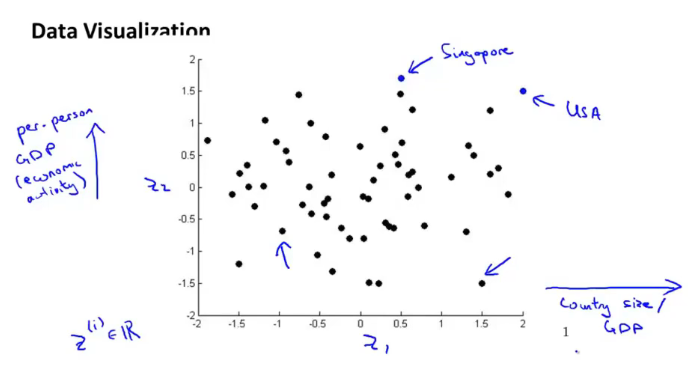 Data Visualization
Singapore
USA
per-person
GDP
(economic
activity)
z₂
2
1.5
1
0.5
0
-0.5
-1
-1.5
-2
-2 -1.5 -1 -0.5 0 0.5 1 1.5 2
z₁
z⁽ⁱ⁾ ∈ ℝ
Country size/
GDP
1